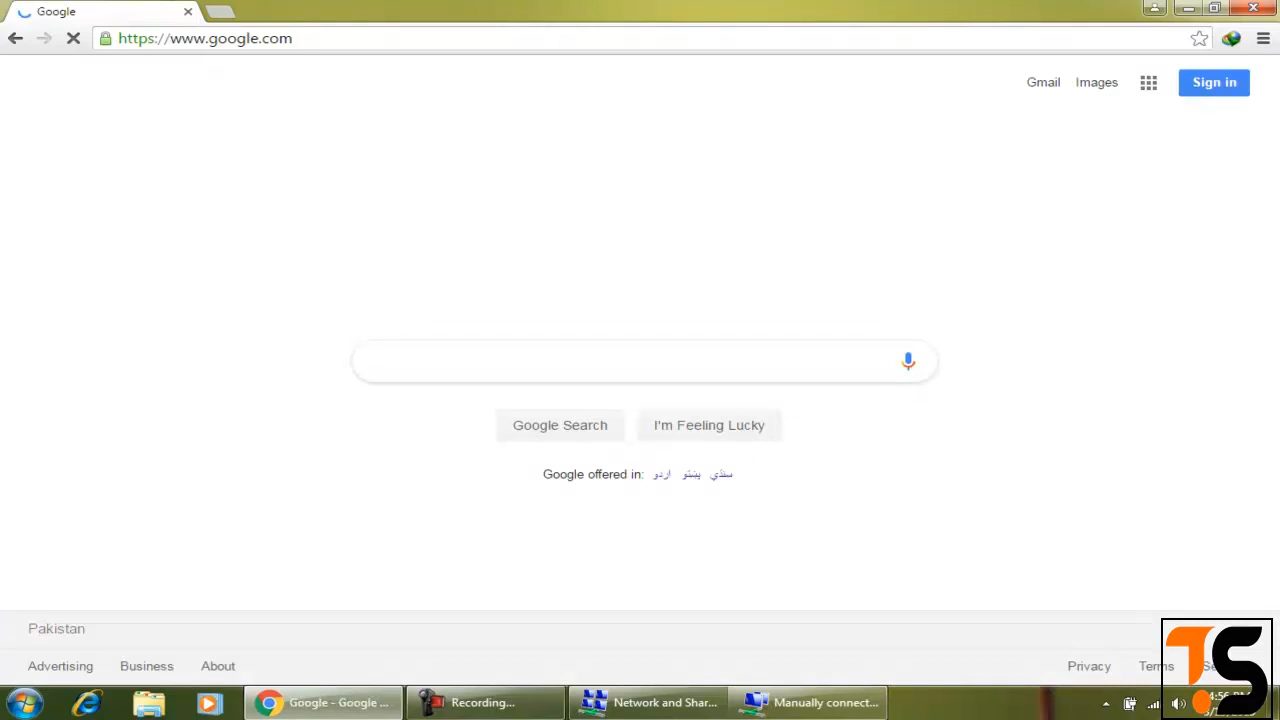 Google
https://www.google.com
Gmail Images Sign in
Google Search I'm Feeling Lucky
Google offered in: اردو پښتو سنڌي
Pakistan
Advertising Business About Privacy Terms
Google - Google ... Recording... Network and Shar... Manually connect...
TS